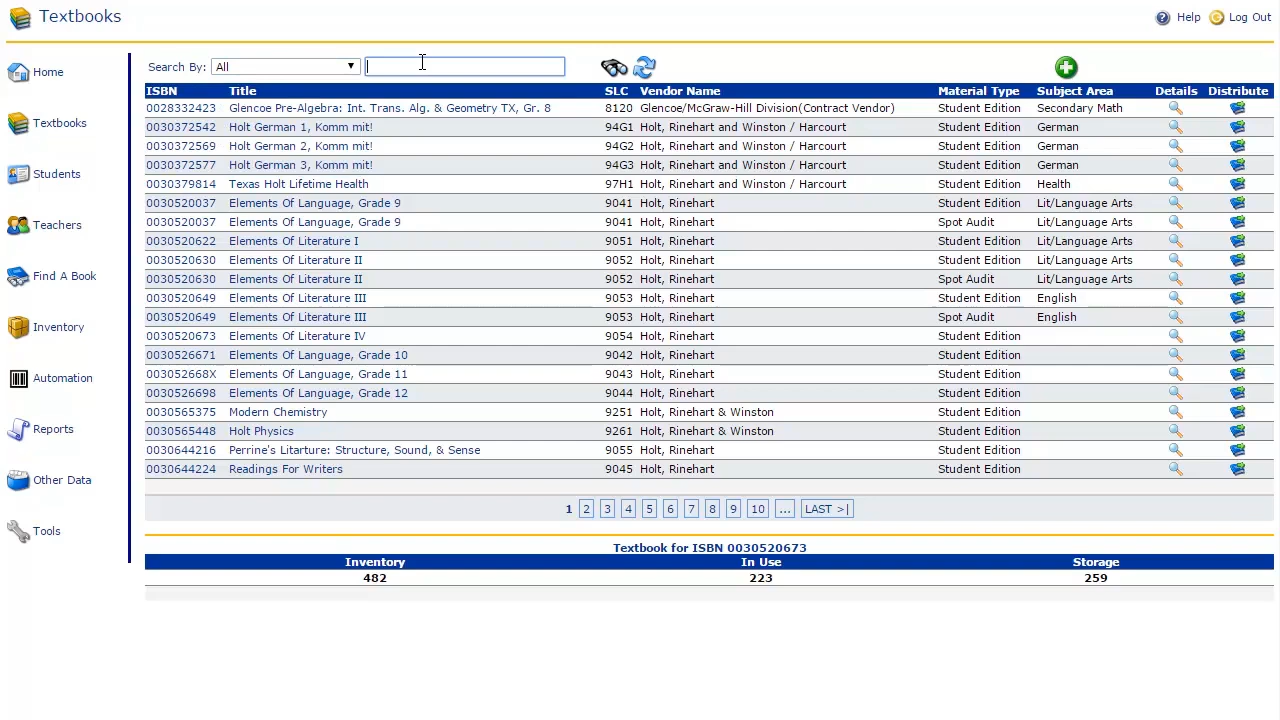 Textbooks
Help Log Out
Search By: All
ISBN Title SLC Vendor Name Material Type Subject Area Details Distribute
0028332423 Glencoe Pre-Algebra: Int. Trans. Alg. & Geometry TX, Gr. 8 8120 Glencoe/McGraw-Hill Division(Contract Vendor) Student Edition Secondary Math
0030372542 Holt German 1, Komm mit! 94G1 Holt, Rinehart and Winston / Harcourt Student Edition German
0030372569 Holt German 2, Komm mit! 94G2 Holt, Rinehart and Winston / Harcourt Student Edition German
0030372577 Holt German 3, Komm mit! 94G3 Holt, Rinehart and Winston / Harcourt Student Edition German
0030379814 Texas Holt Lifetime Health 97H1 Holt, Rinehart and Winston / Harcourt Student Edition Health
0030520037 Elements Of Language, Grade 9 9041 Holt, Rinehart Student Edition Lit/Language Arts
0030520037 Elements Of Language, Grade 9 9041 Holt, Rinehart Spot Audit Lit/Language Arts
0030520622 Elements Of Literature I 9051 Holt, Rinehart Student Edition Lit/Language Arts
0030520630 Elements Of Literature II 9052 Holt, Rinehart Student Edition Lit/Language Arts
0030520630 Elements Of Literature II 9052 Holt, Rinehart Spot Audit Lit/Language Arts
0030520649 Elements Of Literature III 9053 Holt, Rinehart Student Edition English
0030520649 Elements Of Literature III 9053 Holt, Rinehart Spot Audit English
0030520673 Elements Of Literature IV 9054 Holt, Rinehart Student Edition
0030526671 Elements Of Language, Grade 10 9042 Holt, Rinehart Student Edition
003052668X Elements Of Language, Grade 11 9043 Holt, Rinehart Student Edition
0030526698 Elements Of Language, Grade 12 9044 Holt, Rinehart Student Edition
0030565375 Modern Chemistry 9251 Holt, Rinehart & Winston Student Edition
0030565448 Holt Physics 9261 Holt, Rinehart & Winston Student Edition
0030644216 Perrine's Litarture: Structure, Sound, & Sense 9055 Holt, Rinehart Student Edition
0030644224 Readings For Writers 9045 Holt, Rinehart Student Edition
1 2 3 4 5 6 7 8 9 10 ... LAST >|
Textbook for ISBN 0030520673
Inventory In Use Storage
482 223 259
Home
Textbooks
Students
Teachers
Find A Book
Inventory
Automation
Reports
Other Data
Tools